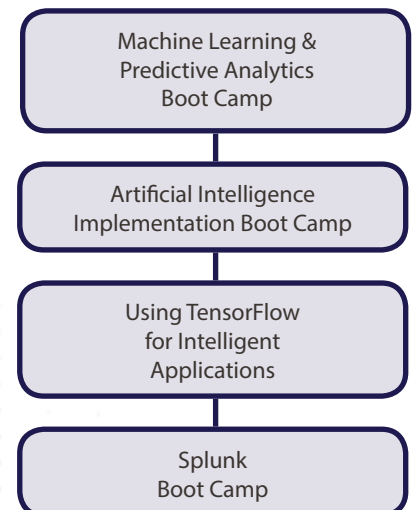 Machine Learning &
Predictive Analytics
Boot Camp
Artificial Intelligence
Implementation Boot Camp
Using TensorFlow
for Intelligent
Applications
Splunk
Boot Camp